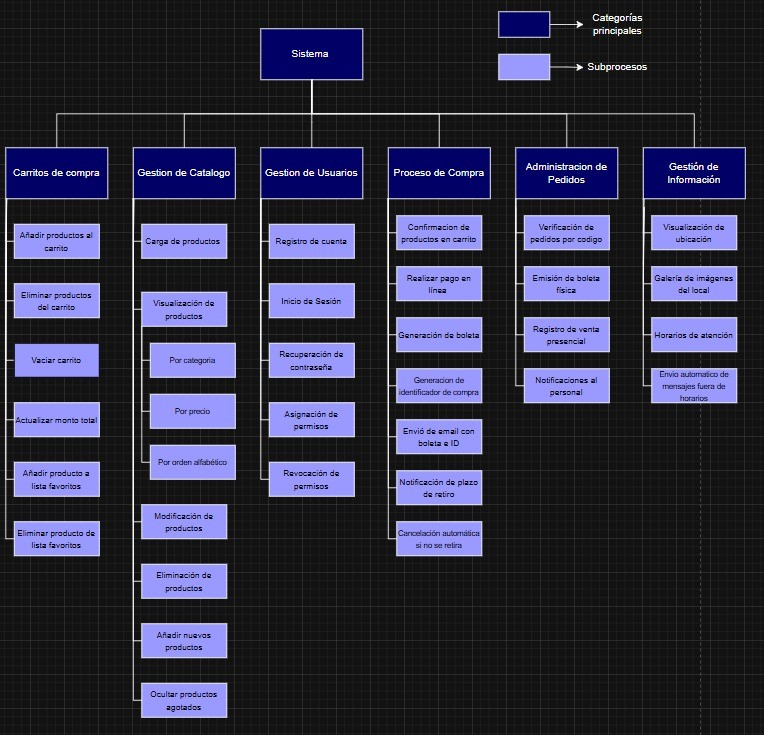 Categorías
principales
Subprocesos
Sistema
Carritos de compra
Añadir productos al
carrito
Eliminar productos
del carrito
Vaciar carrito
Actualizar monto total
Añadir producto a
lista favoritos
Eliminar producto de
lista favoritos
Gestion de Catalogo
Carga de productos
Visualización de
productos
Por categoria
Por precio
Por orden alfabético
Modificación de
productos
Eliminación de
productos
Añadir nuevos
productos
Ocultar productos
agotados
Gestion de Usuarios
Registro de cuenta
Inicio de Sesión
Recuperación de
contraseña
Asignación de
permisos
Revocación de
permisos
Proceso de Compra
Confirmacion de
productos en carrito
Realizar pago en
línea
Generación de boleta
Generacion de
identificador de compra
Envió de email con
boleta e ID
Notificación de plazo
de retiro
Cancelación automática
si no se retira
Administracion de
Pedidos
Verificación de
pedidos por codigo
Emisión de boleta
física
Registro de venta
presencial
Notificaciones al
personal
Gestión de
Información
Visualización de
ubicación
Galería de imágenes
del local
Horarios de atención
Envio automatico de
mensajes fuera de
horarios